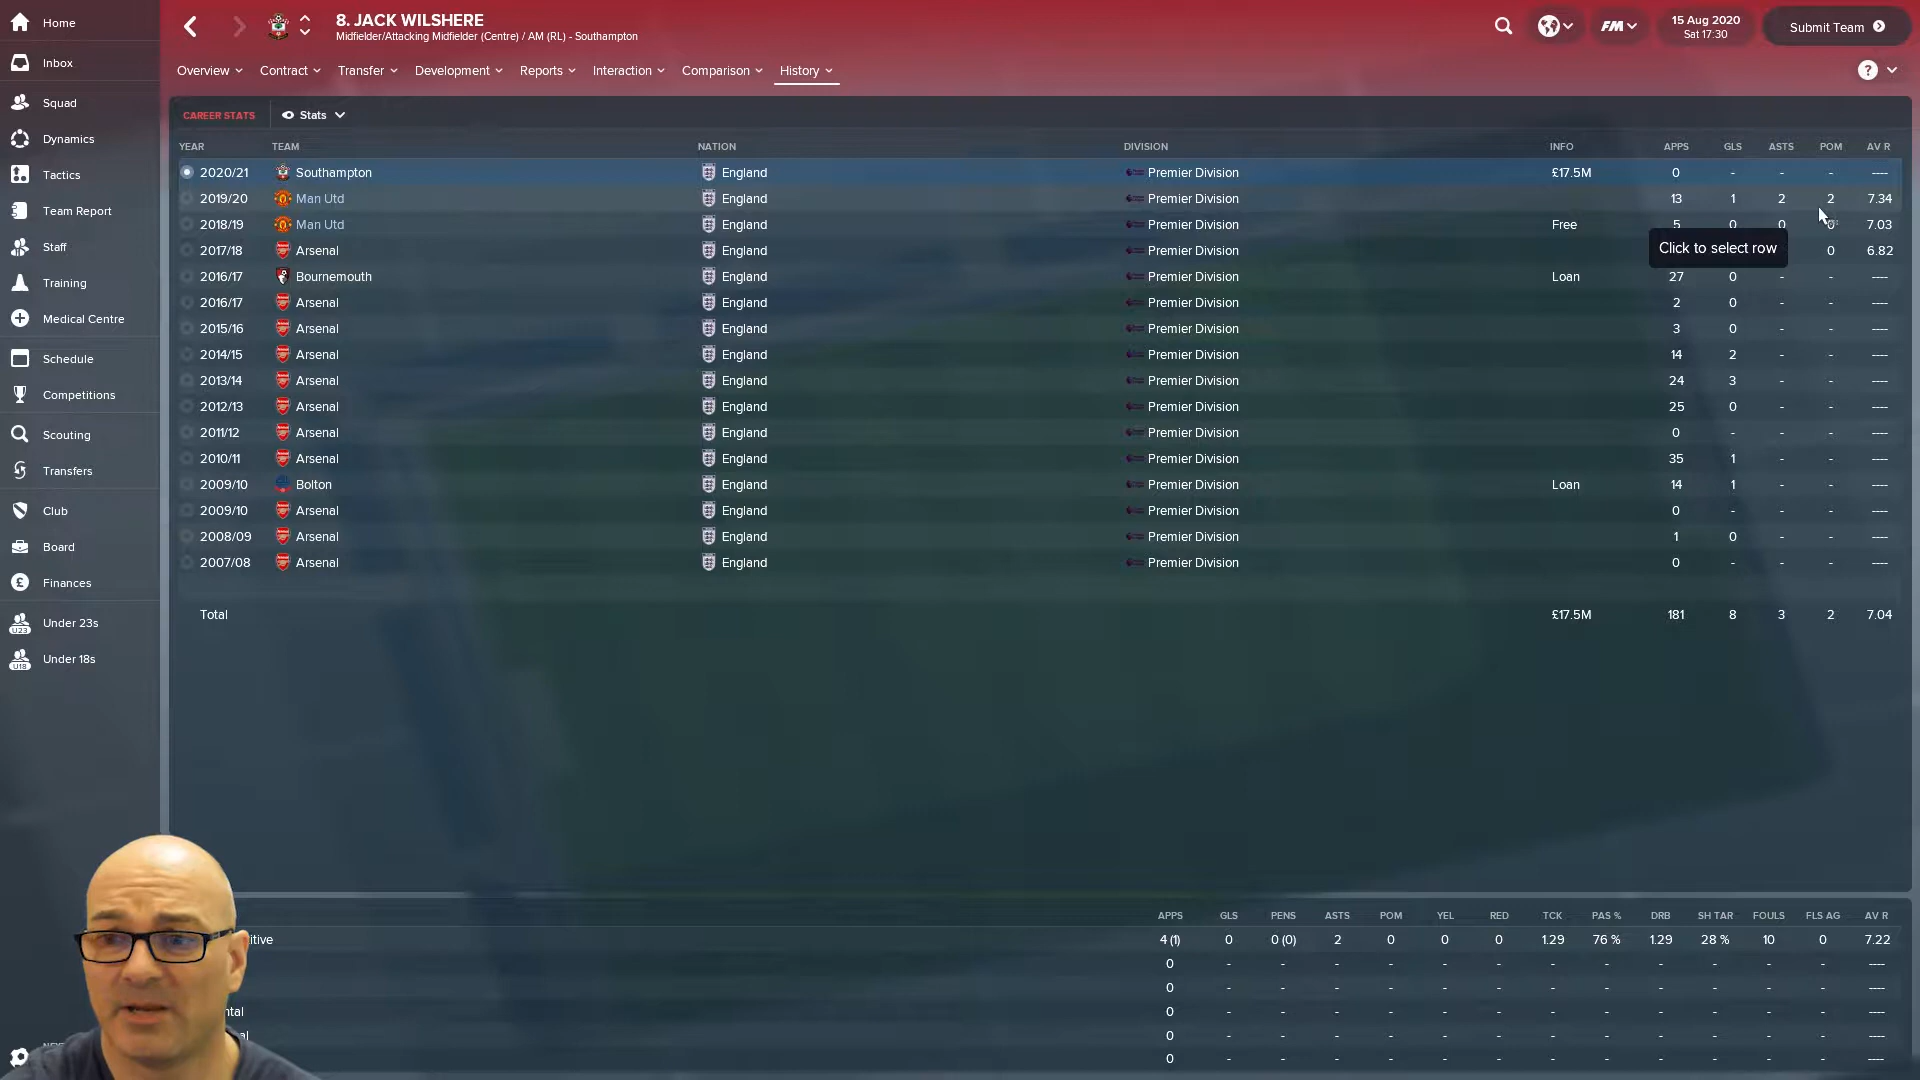 Home
Inbox
Squad
Dynamics
Tactics
Team Report
Staff
Training
Medical Centre
Schedule
Competitions
Scouting
Transfers
Club
Board
Finances
Under 23s
Under 18s
8. JACK WILSHERE
Midfielder/Attacking Midfielder (Centre) / AM (RL) - Southampton
FM
15 Aug 2020
Sat 17:30
Submit Team
Overview Contract Transfer Development Reports Interaction Comparison History
?
CAREER STATS Stats
YEAR TEAM NATION DIVISION INFO APPS GLS ASTS POM AV R
2020/21 Southampton England Premier Division £17.5M 0 - - - ----
2019/20 Man Utd England Premier Division 13 1 2 2 7.34
2018/19 Man Utd England Premier Division Free 5 0 0 0 7.03
2017/18 Arsenal England Premier Division 0 6.82
Click to select row
2016/17 Bournemouth England Premier Division Loan 27 0 - - ----
2016/17 Arsenal England Premier Division 2 0 - - ----
2015/16 Arsenal England Premier Division 3 0 - - ----
2014/15 Arsenal England Premier Division 14 2 - - ----
2013/14 Arsenal England Premier Division 24 3 - - ----
2012/13 Arsenal England Premier Division 25 0 - - ----
2011/12 Arsenal England Premier Division 0 - - - ----
2010/11 Arsenal England Premier Division 35 1 - - ----
2009/10 Bolton England Premier Division Loan 14 1 - - ----
2009/10 Arsenal England Premier Division 0 - - - ----
2008/09 Arsenal England Premier Division 1 0 - - ----
2007/08 Arsenal England Premier Division 0 - - - ----
Total £17.5M 181 8 3 2 7.04
APPS GLS PENS ASTS POM YEL RED TCK PAS % DRB SH TAR FOULS FLS AG AV R
itive 4 (1) 0 0 (0) 2 0 0 0 1.29 76 % 1.29 28 % 10 0 7.22
0 - - - - - - - - - - - - ----
0 - - - - - - - - - - - - ----
ntal 0 - - - - - - - - - - - - ----
al 0 - - - - - - - - - - - - ----
0 - - - - - - - - - - - - ----